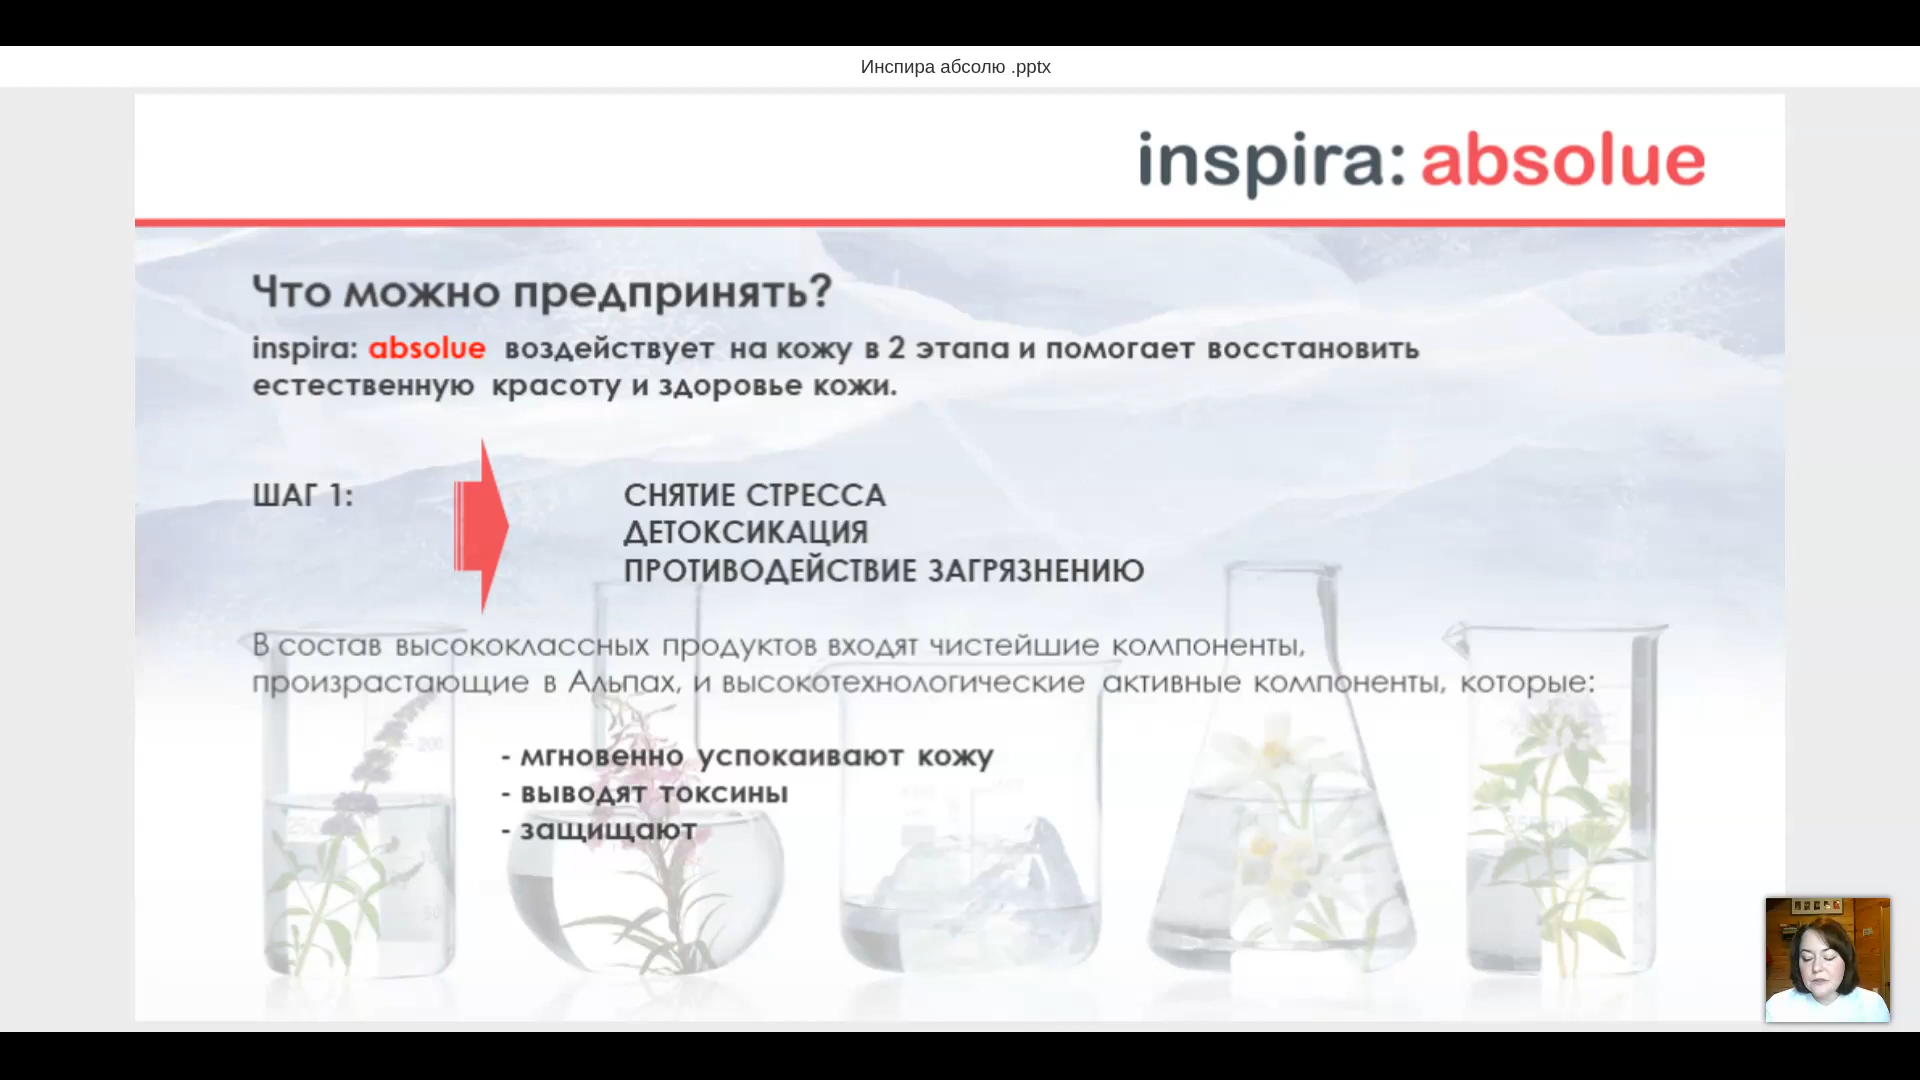 Инспира абсолю .pptx
inspira: absolue
Что можно предпринять?
inspira: absolue воздействует на кожу в 2 этапа и помогает восстановить
естественную красоту и здоровье кожи.
ШАГ 1:
СНЯТИЕ СТРЕССА
ДЕТОКСИКАЦИЯ
ПРОТИВОДЕЙСТВИЕ ЗАГРЯЗНЕНИЮ
В состав высококлассных продуктов входят чистейшие компоненты,
произрастающие в Альпах, и высокотехнологические активные компоненты, которые:
- мгновенно успокаивают кожу
- выводят токсины
- защищают
200